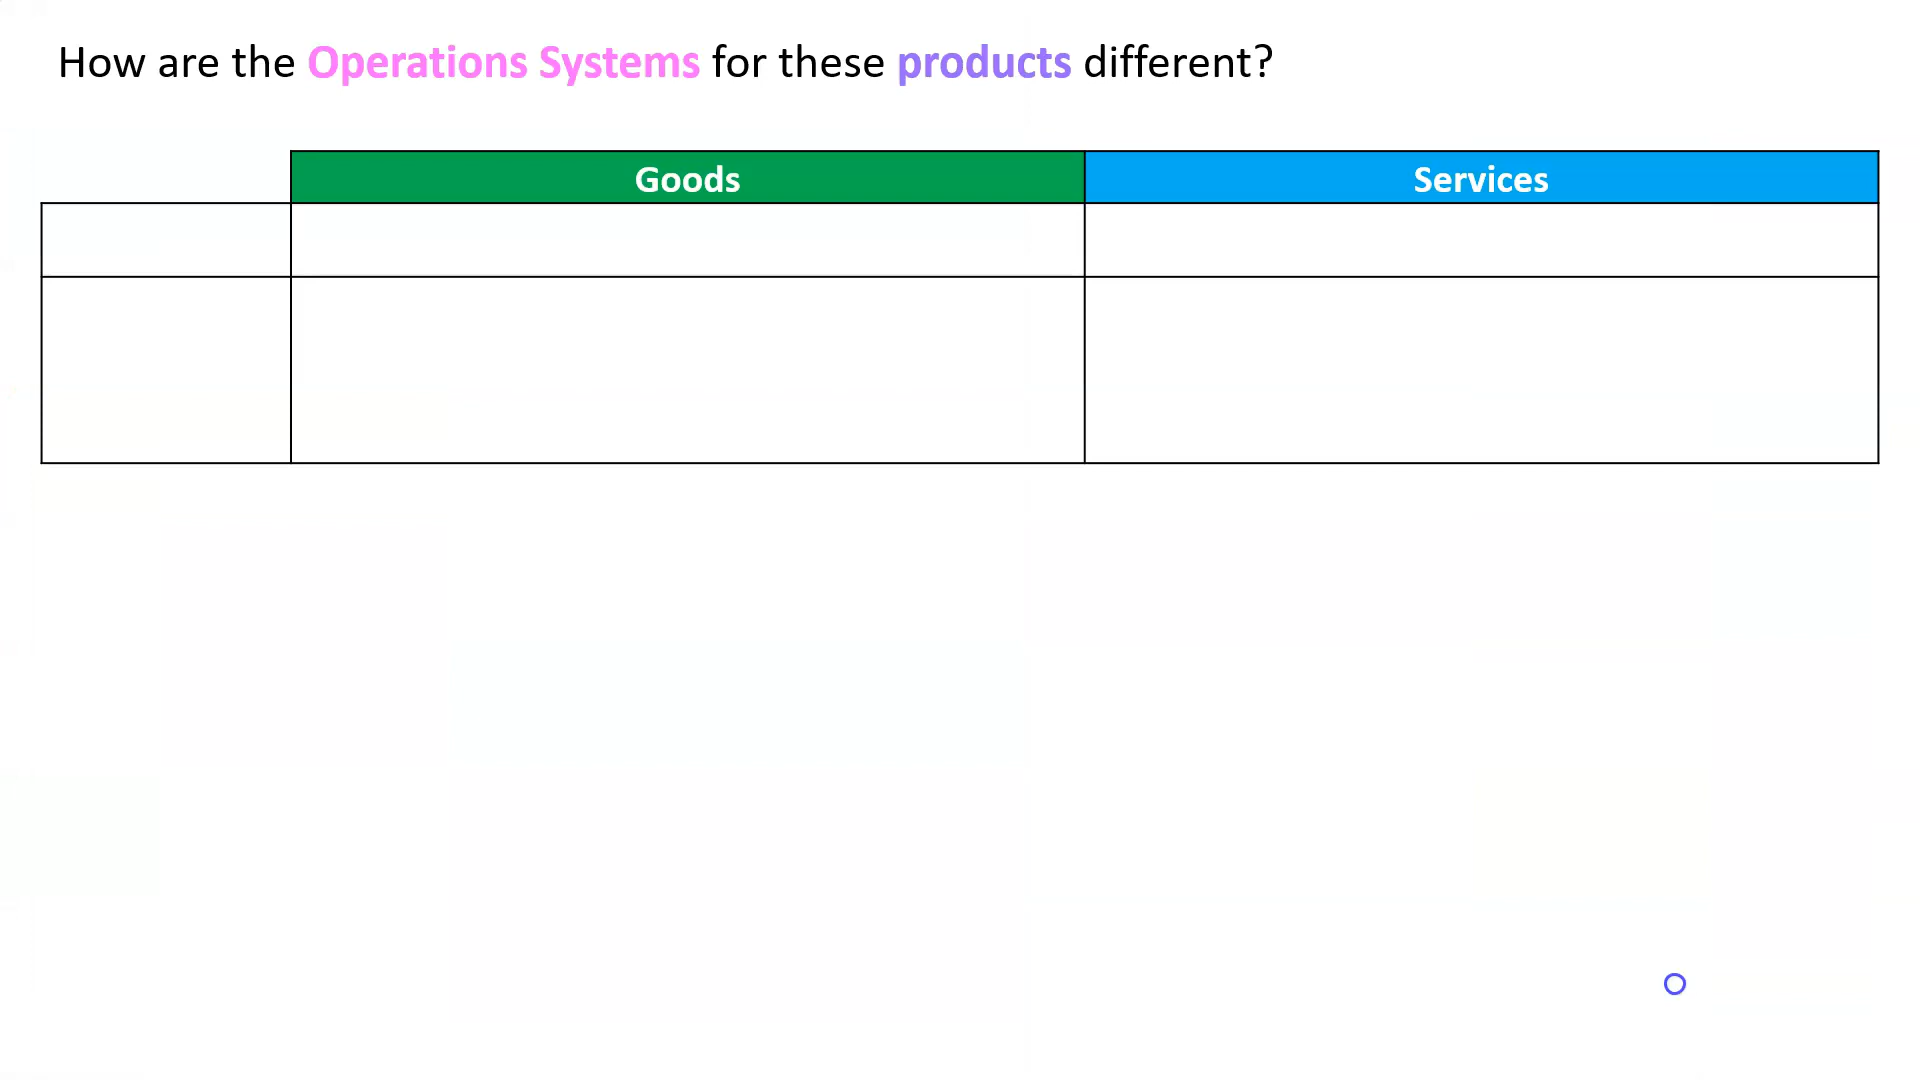 How are the Operations Systems for these products different?
Goods Services